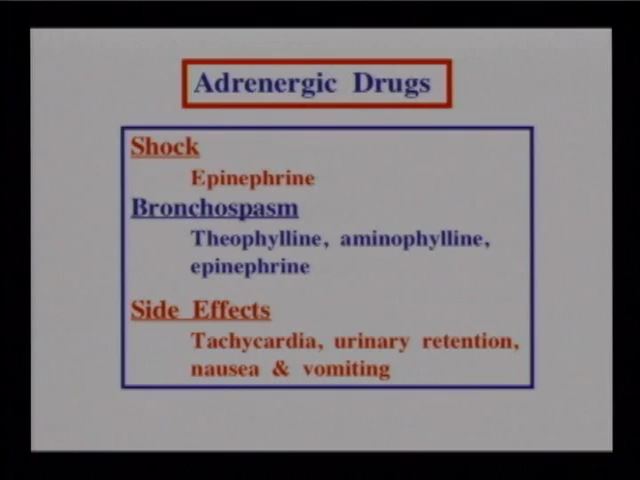 Adrenergic Drugs
Shock
Epinephrine
Bronchospasm
Theophylline, aminophylline,
epinephrine
Side Effects
Tachycardia, urinary retention,
nausea & vomiting